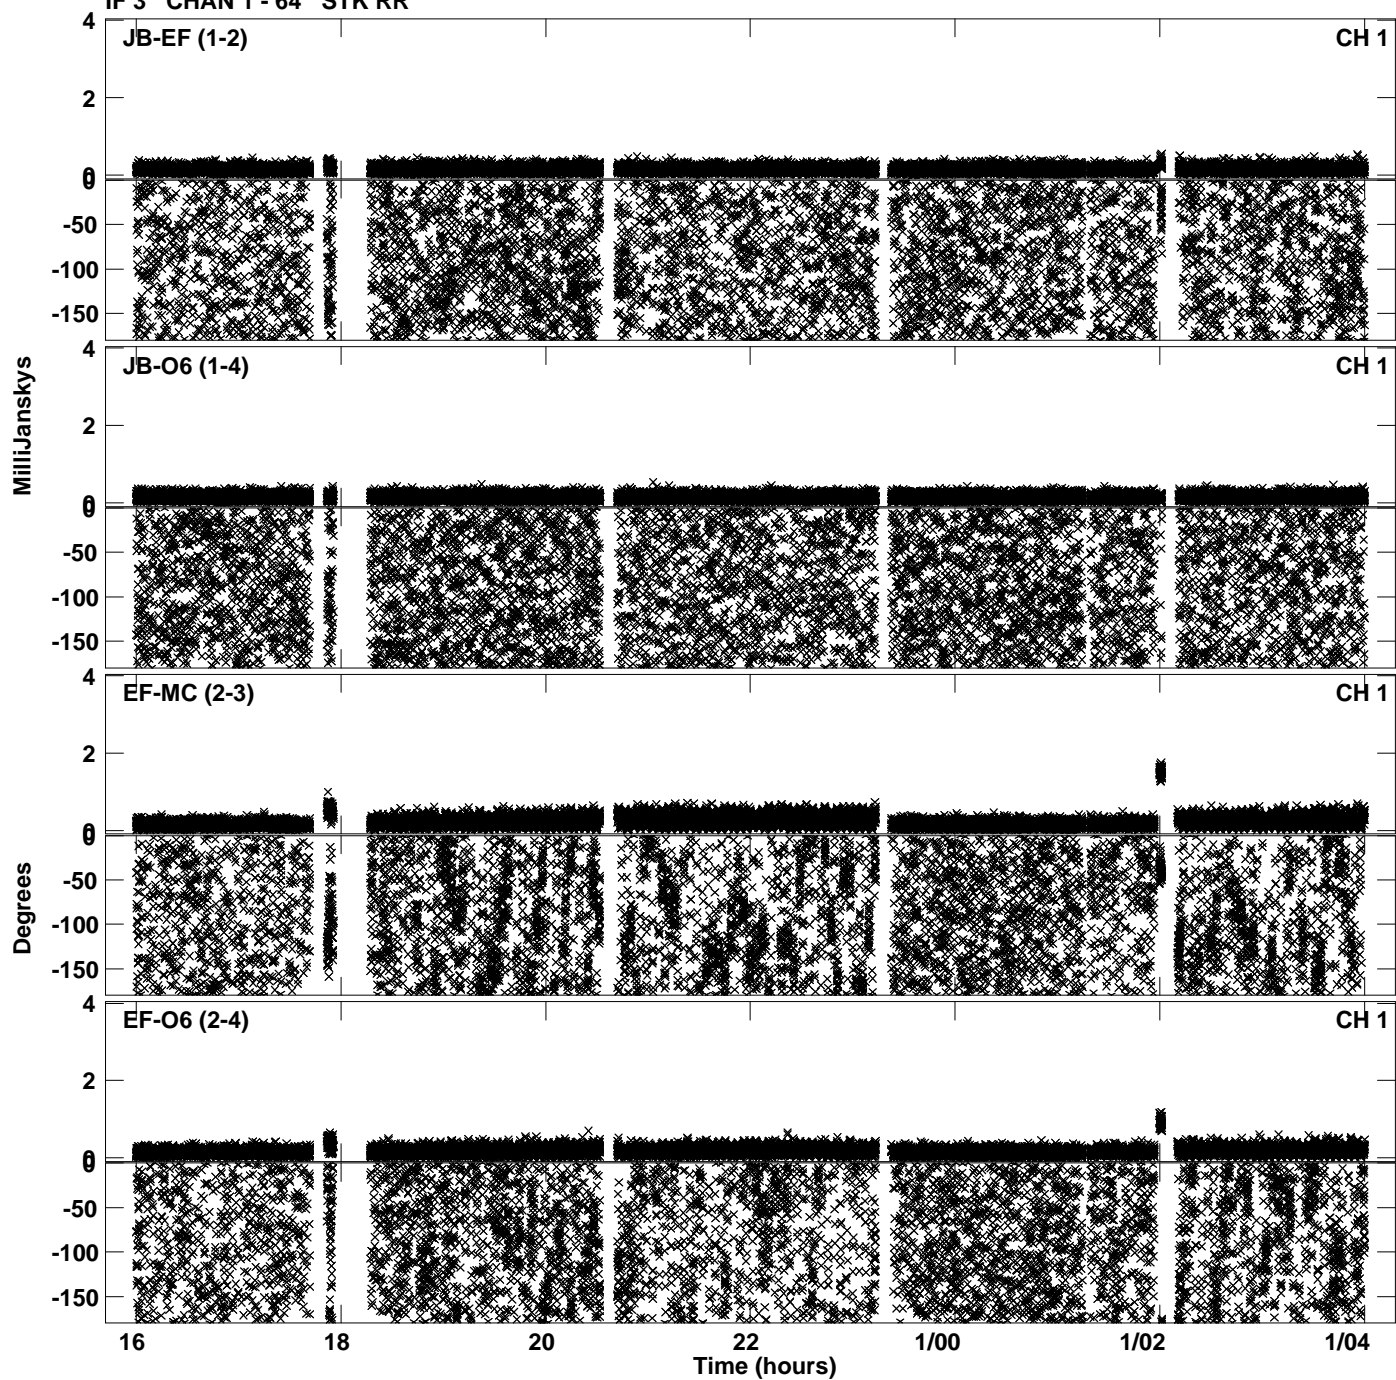 IF 3 CHAN 1 - 64 STK RR
4
JB-EF (1-2)
CH 1
2
0
0
-50
-100
-150
4
JB-O6 (1-4)
CH 1
2
0
0
-50
-100
-150
MilliJanskys
4
EF-MC (2-3)
CH 1
2
0
0
-50
-100
-150
Degrees
4
EF-O6 (2-4)
CH 1
2
0
0
-50
-100
-150
16 18 20 22 1/00 1/02 1/04
Time (hours)